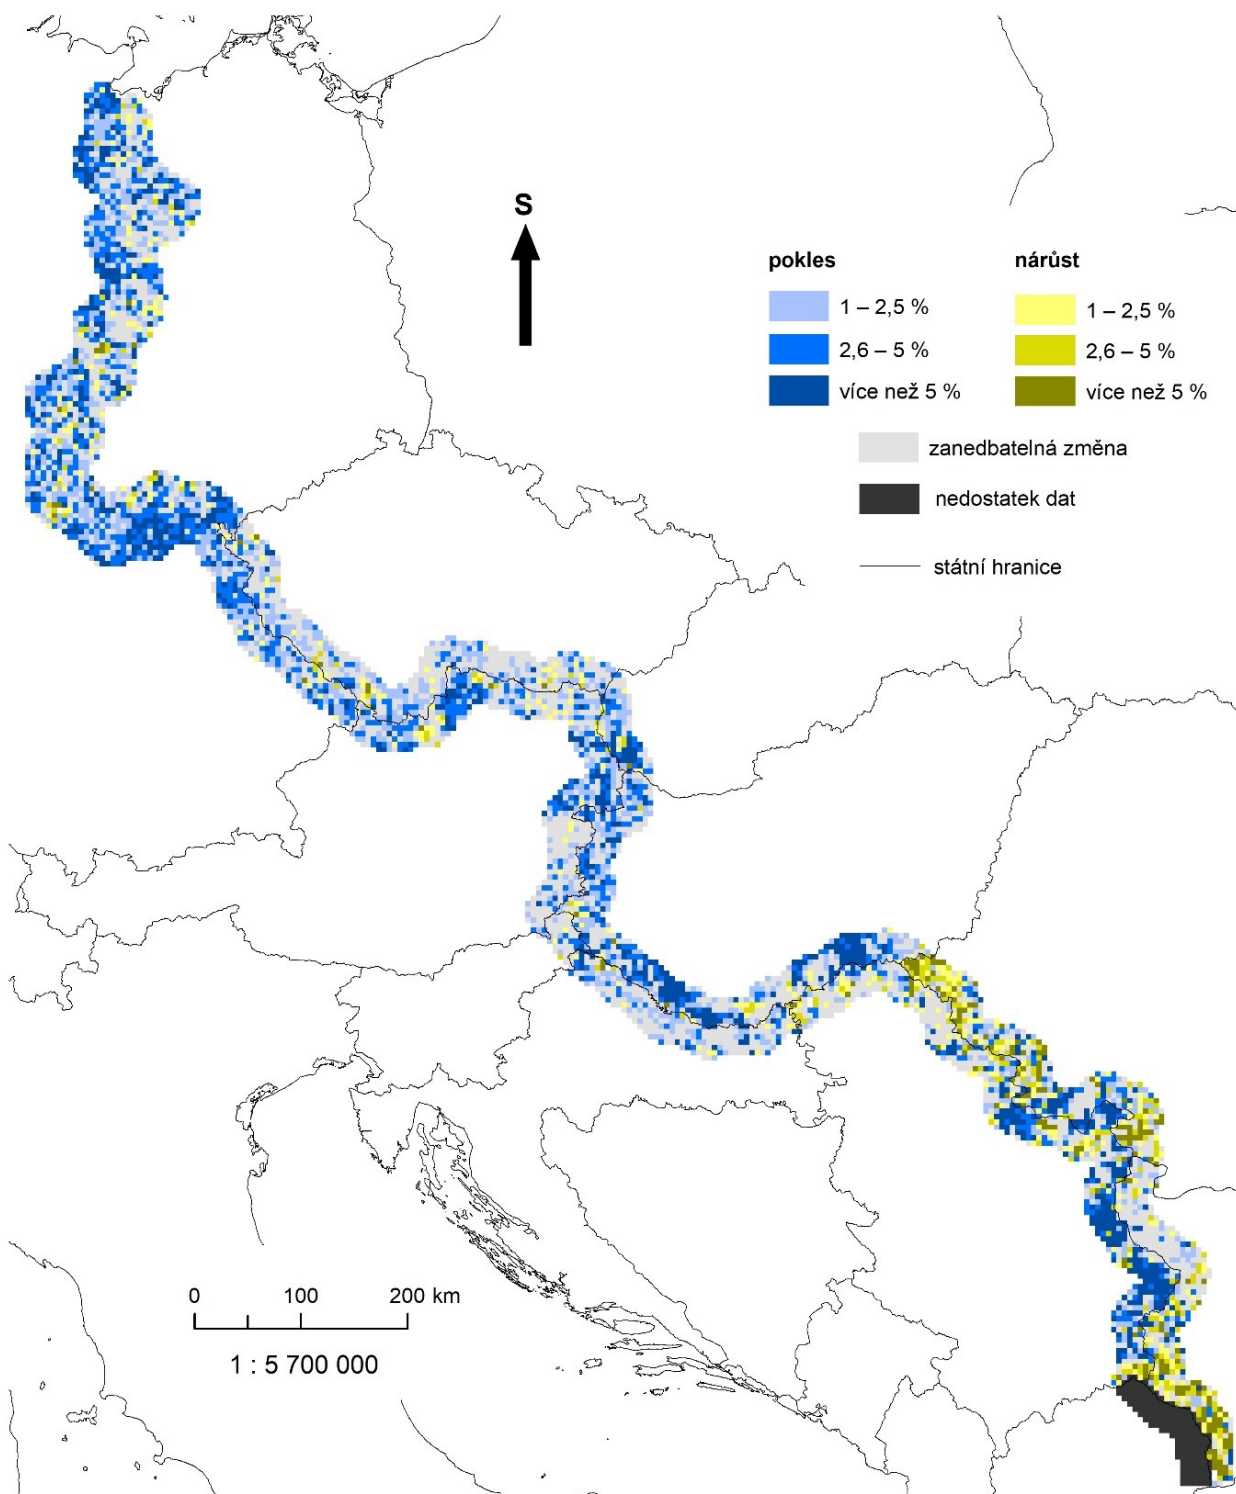 S
pokles
nárůst
1 – 2,5 %
1 – 2,5 %
2,6 – 5 %
2,6 – 5 %
více než 5 %
více než 5 %
zanedbatelná změna
nedostatek dat
státní hranice
0 100 200 km
1 : 5 700 000